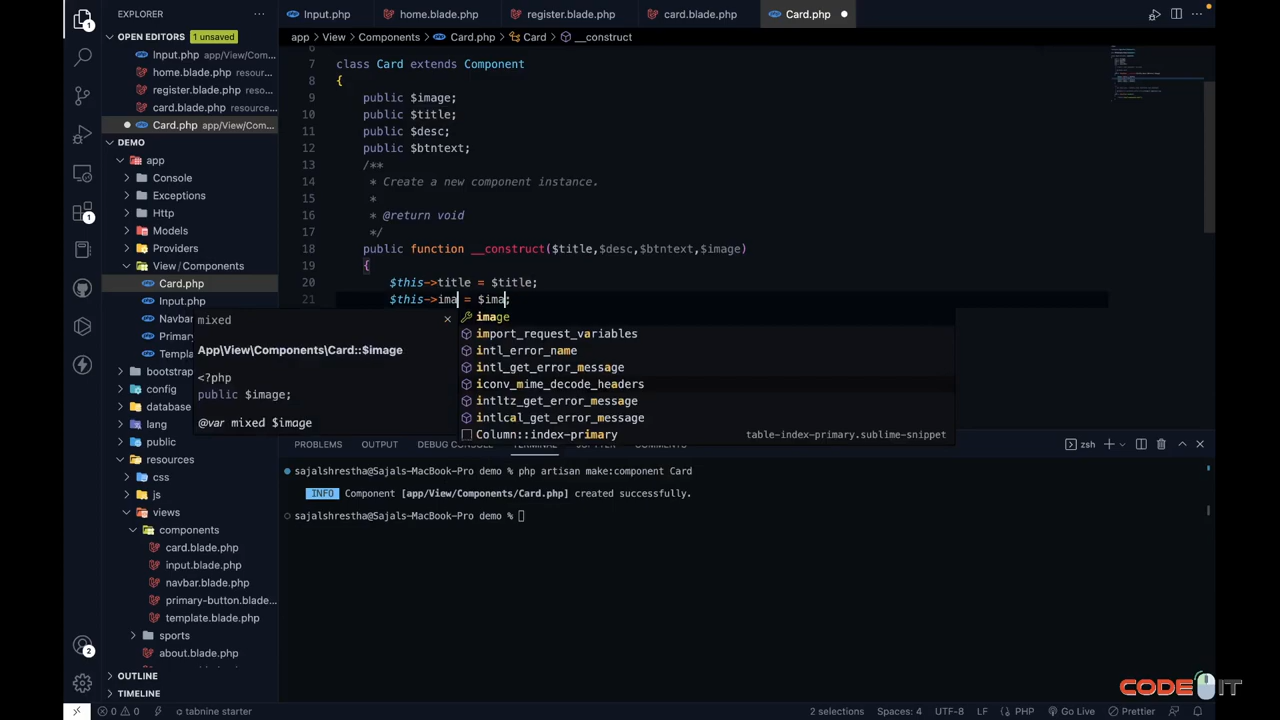 EXPLORER
Input.php
home.blade.php
register.blade.php
card.blade.php
Card.php
OPEN EDITORS
1 unsaved
app > View > Components > Card.php > Card > __construct
Input.php app/View/Com...
home.blade.php resour...
register.blade.php reso...
card.blade.php resource...
Card.php app/View/Com...
DEMO
app
Console
Exceptions
Http
Models
Providers
View / Components
Card.php
Input.php
Navba
Primary
Templa
bootstrap
config
database
lang
public
resources
css
js
views
components
card.blade.php
input.blade.php
navbar.blade.php
primary-button.blade...
template.blade.php
sports
about.blade.php
OUTLINE
TIMELINE
7 class Card extends Component
8 {
9 public $image;
10 public $title;
11 public $desc;
12 public $btntext;
13 /**
14 * Create a new component instance.
15 *
16 * @return void
17 */
18 public function __construct($title,$desc,$btntext,$image)
19 {
20 $this->title = $title;
21 $this->ima = $ima;
mixed
App\View\Components\Card::$image
<?php
public $image;
@var mixed $image
image
import_request_variables
intl_error_name
intl_get_error_message
iconv_mime_decode_headers
intltz_get_error_message
intlcal_get_error_message
Column::index-primary table-index-primary.sublime-snippet
PROBLEMS OUTPUT DEBUG CONSOLE TERMINAL JUPYTER COMMENTS
zsh
sajalshrestha@Sajals-MacBook-Pro demo % php artisan make:component Card
INFO Component [app/View/Components/Card.php] created successfully.
sajalshrestha@Sajals-MacBook-Pro demo %
CODE IT
0 0 tabnine starter 2 selections Spaces: 4 UTF-8 LF PHP Go Live Prettier